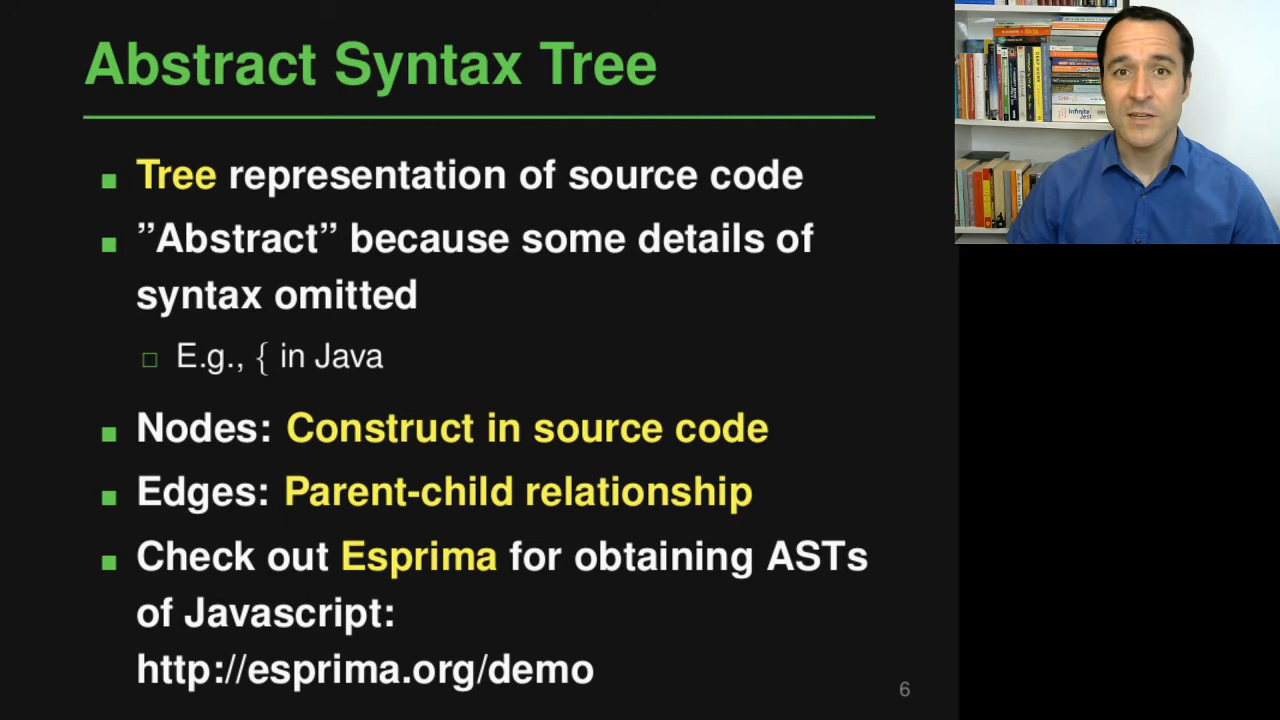 Abstract Syntax Tree
Tree representation of source code
”Abstract” because some details of
syntax omitted
E.g., { in Java
Nodes: Construct in source code
Edges: Parent-child relationship
Check out Esprima for obtaining ASTs
of Javascript:
http://esprima.org/demo
6
Infinite
Jest